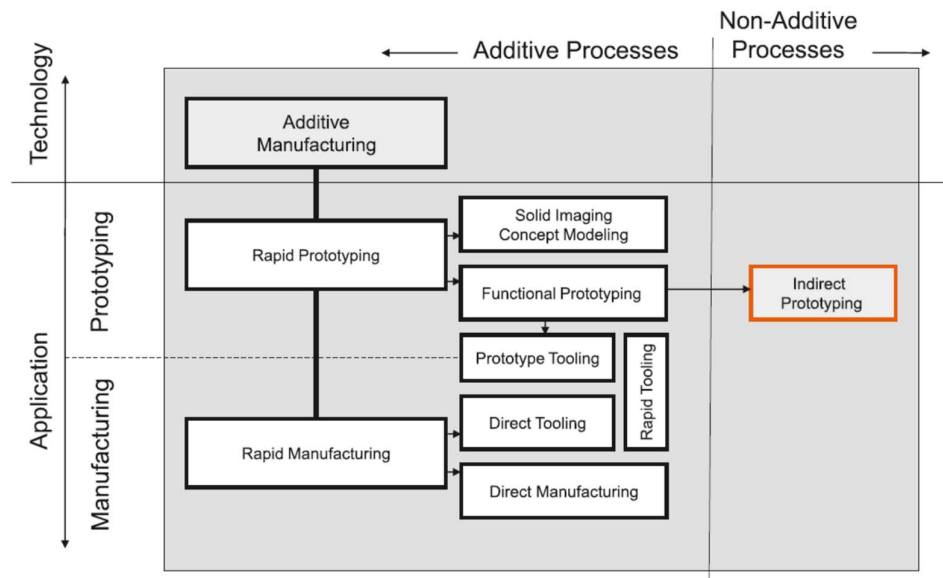 Non-Additive
Additive Processes
Processes
Technology
Additive
Manufacturing
Application
Prototyping
Manufacturing
Rapid Prototyping
Solid Imaging
Concept Modeling
Functional Prototyping
Indirect
Prototyping
Prototype Tooling
Rapid Tooling
Rapid Manufacturing
Direct Tooling
Direct Manufacturing